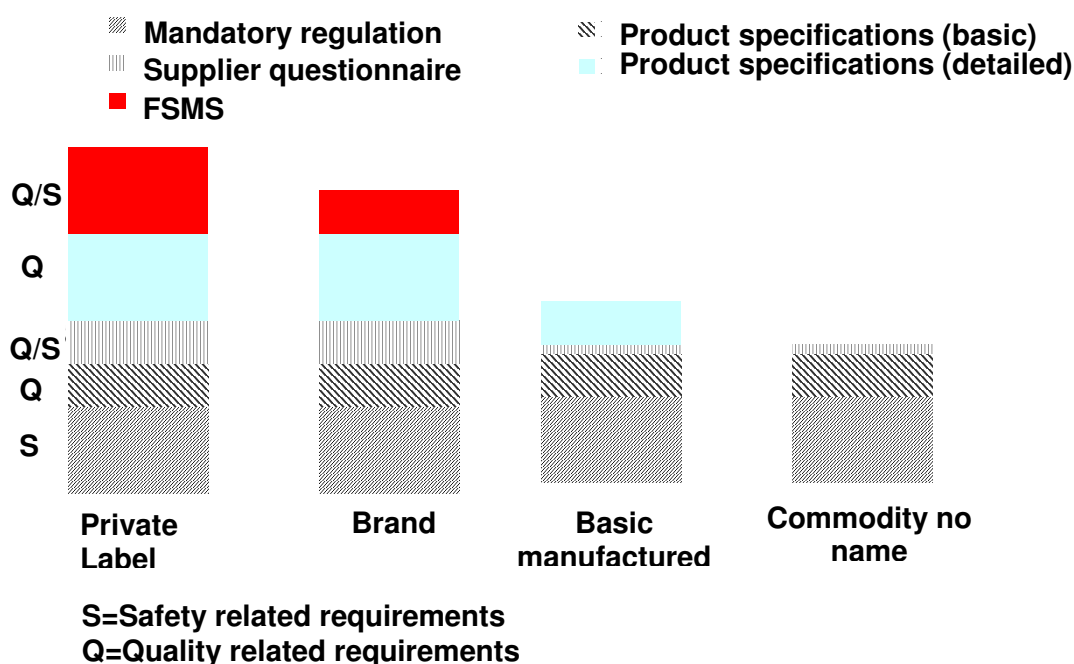 Mandatory regulation
Supplier questionnaire
FSMS
Product specifications (basic)
Product specifications (detailed)
Q/S
Q
Q/S
Q
S
Private
Label
Brand
Basic
manufactured
Commodity no
name
S=Safety related requirements
Q=Quality related requirements